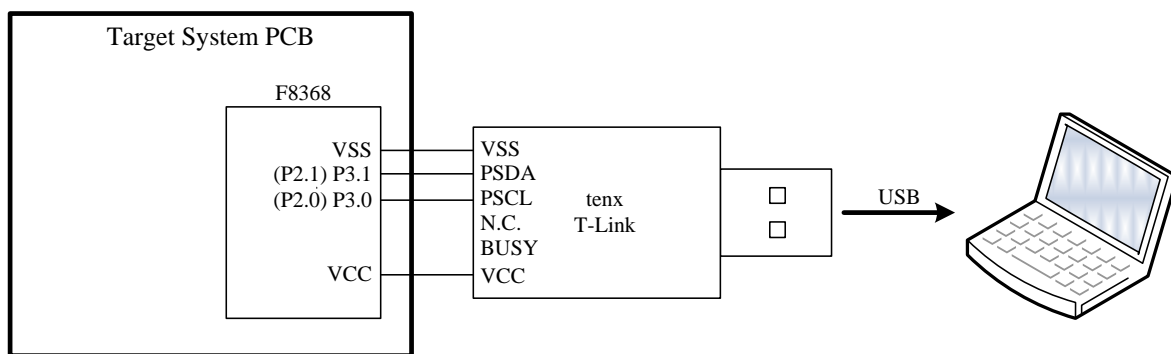 Target System PCB
F8368
VSS
(P2.1) P3.1
(P2.0) P3.0
VCC
VSS
PSDA
PSCL
N.C.
BUSY
VCC
tenx
T-Link
USB